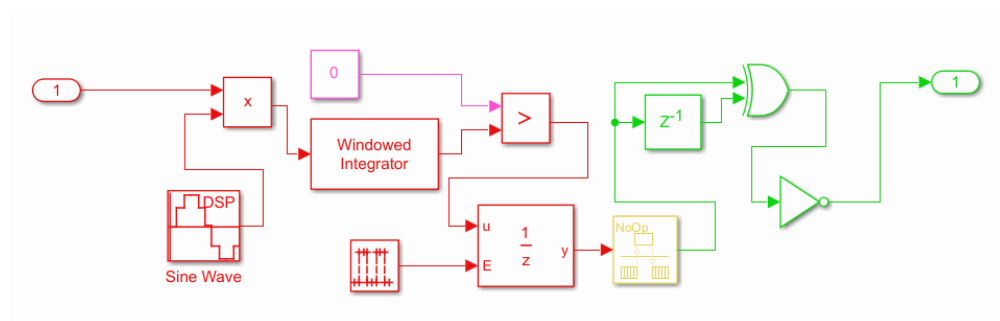 1
x
0
Windowed
Integrator
>
DSP
Sine Wave
u
E
1
z
y
NoOp
z-1
1